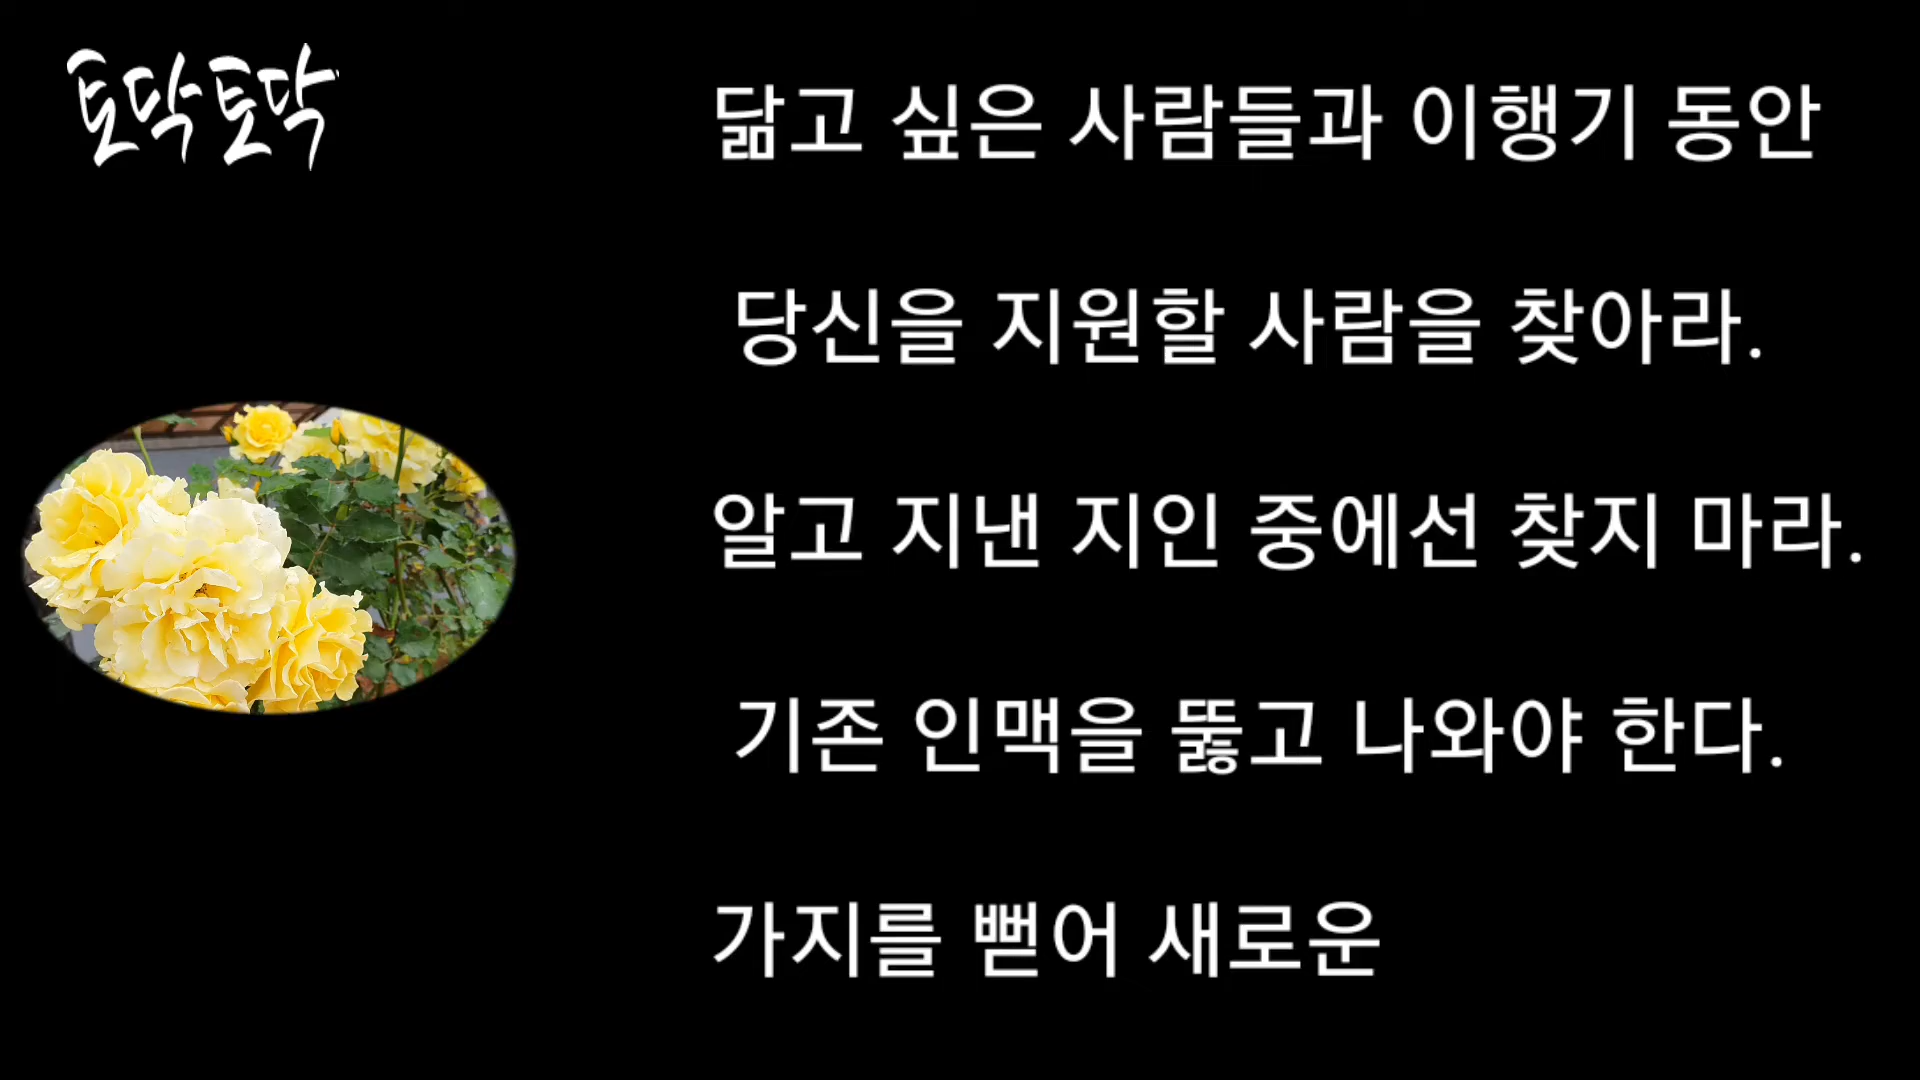 토닥토닥
닮고 싶은 사람들과 이행기 동안
당신을 지원할 사람을 찾아라.
알고 지낸 지인 중에선 찾지 마라.
기존 인맥을 뚫고 나와야 한다.
가지를 뻗어 새로운